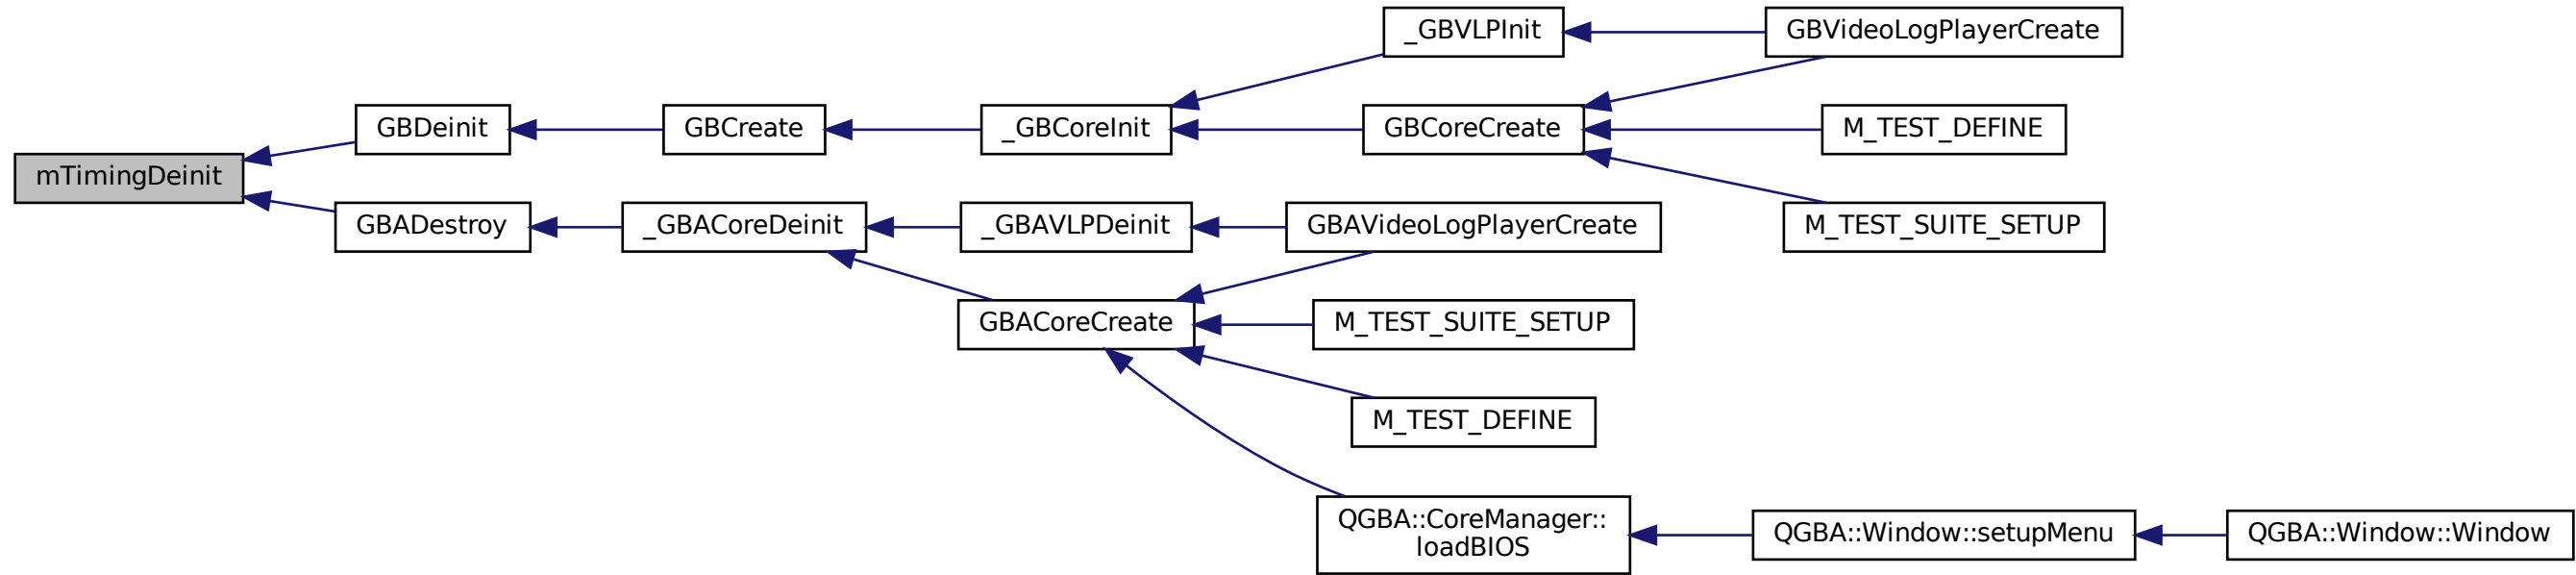 _GBVLPInit
GBVideoLogPlayerCreate
GBDeinit
GBCreate
_GBCoreInit
GBCoreCreate
M_TEST_DEFINE
mTimingDeinit
GBADestroy
_GBACoreDeinit
_GBAVLPDeinit
GBAVideoLogPlayerCreate
M_TEST_SUITE_SETUP
GBACoreCreate
M_TEST_SUITE_SETUP
M_TEST_DEFINE
QGBA::CoreManager::
loadBIOS
QGBA::Window::setupMenu
QGBA::Window::Window